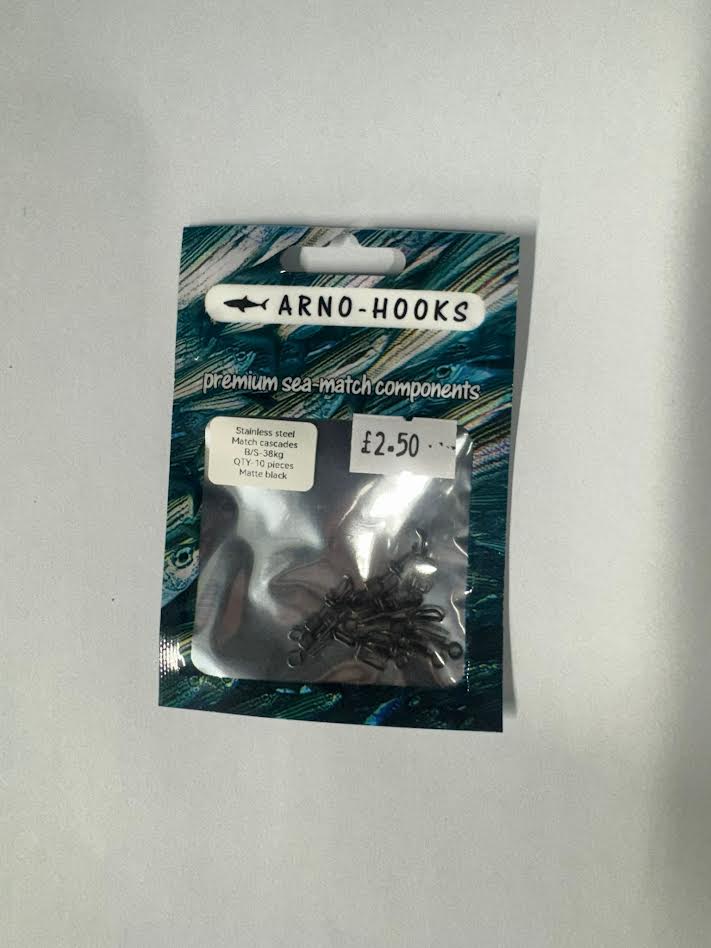 ARNO-HOOKS
premium sea-match components
Stainless steel
Match cascades
B/S-38kg
QTY-10 pieces
Matte black
£2.50